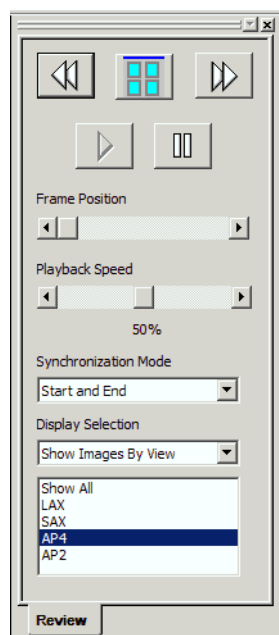 Frame Position
Playback Speed
50%
Synchronization Mode
Start and End
Display Selection
Show Images By View
Show All
LAX
SAX
AP4
AP2
Review